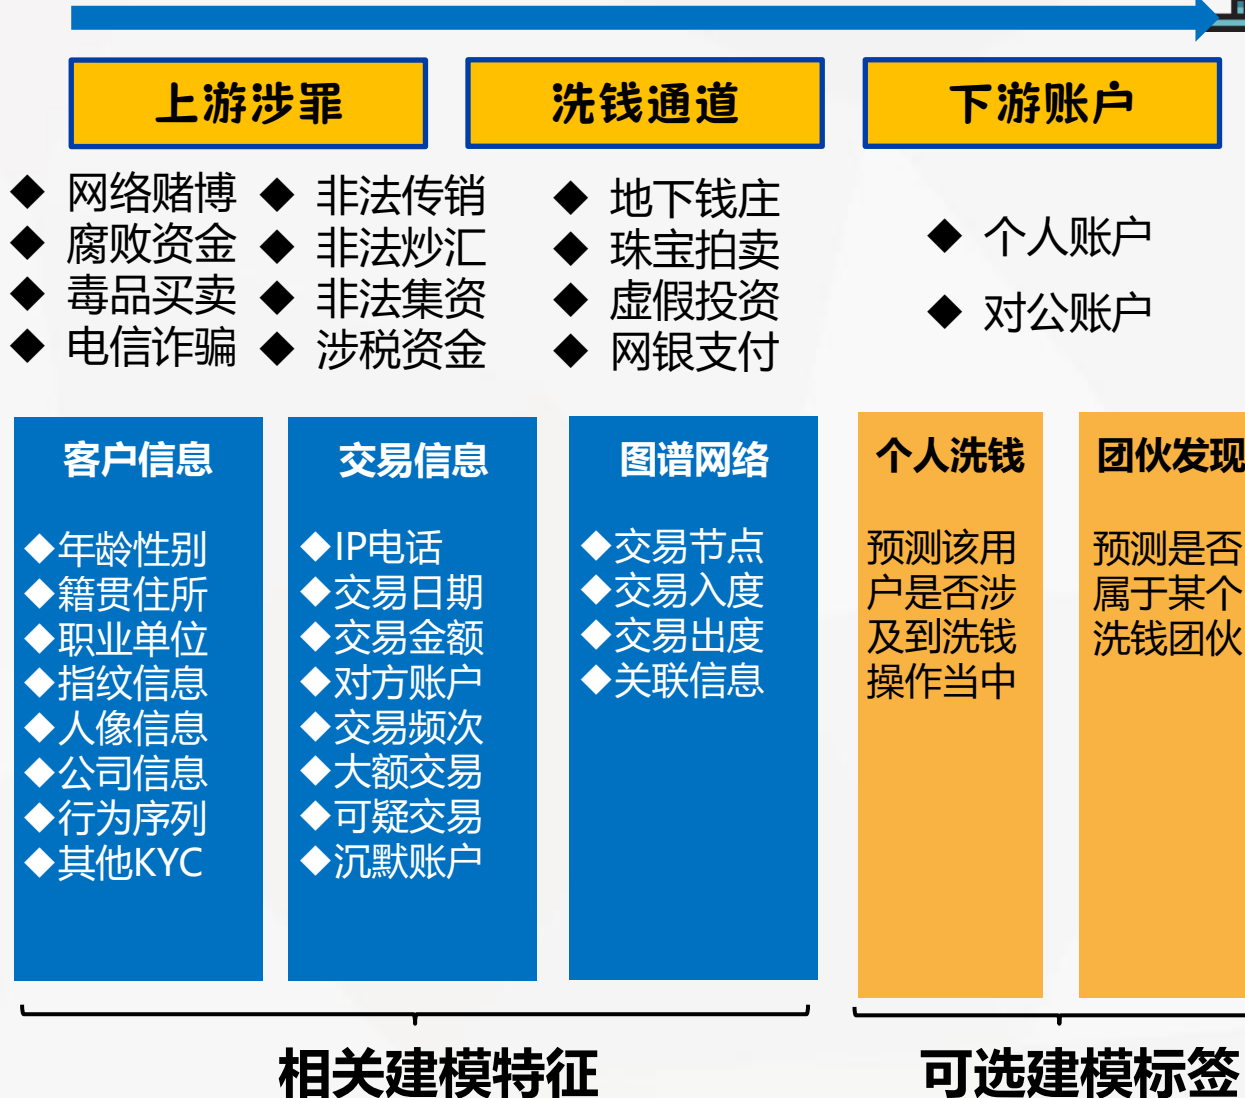 上游涉罪
洗钱通道
下游账户
◆ 网络赌博
◆ 腐败资金
◆ 毒品买卖
◆ 电信诈骗
◆ 非法传销
◆ 非法炒汇
◆ 非法集资
◆ 涉税资金
◆ 地下钱庄
◆ 珠宝拍卖
◆ 虚假投资
◆ 网银支付
◆ 个人账户
◆ 对公账户
客户信息
◆年龄性别
◆籍贯住所
◆职业单位
◆指纹信息
◆人像信息
◆公司信息
◆行为序列
◆其他KYC
交易信息
◆IP电话
◆交易日期
◆交易金额
◆对方账户
◆交易频次
◆大额交易
◆可疑交易
◆沉默账户
图谱网络
◆交易节点
◆交易入度
◆交易出度
◆关联信息
个人洗钱
预测该用
户是否涉
及到洗钱
操作当中
团伙发现
预测是否
属于某个
洗钱团伙
相关建模特征
可选建模标签